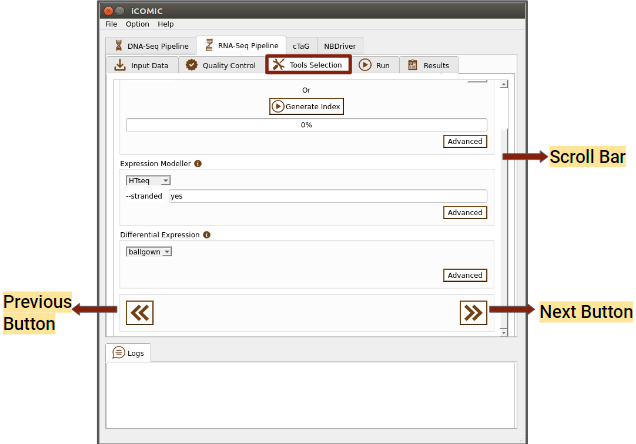 iCOMIC
File Option Help
DNA-Seq Pipeline RNA-Seq Pipeline cTaG NBDriver
Input Data Quality Control Tools Selection Run Results
Or
Generate Index
0%
Advanced
Scroll Bar
Expression Modeller
HTseq
--stranded yes
Advanced
Differential Expression
ballgown
Advanced
Previous
Button
Next Button
Logs